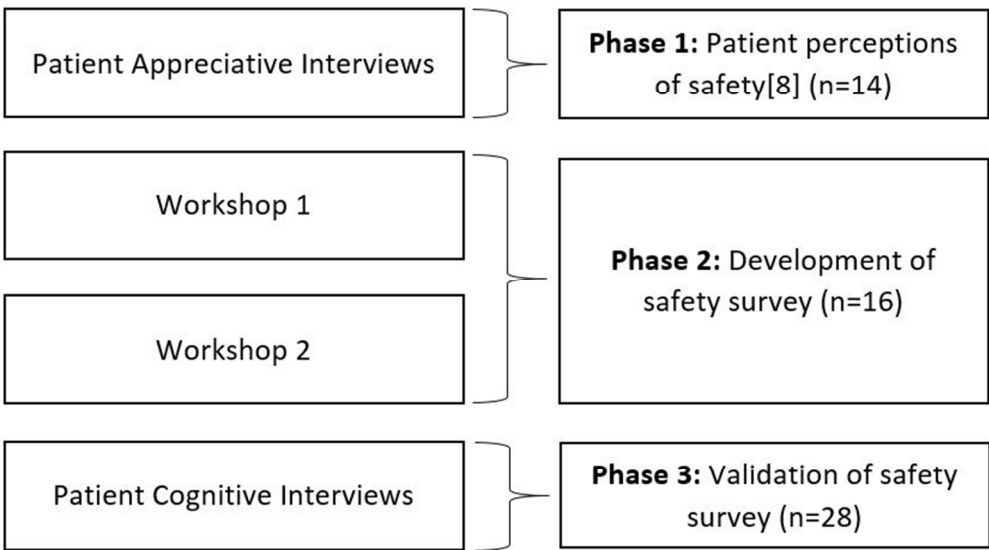 Patient Appreciative Interviews
Phase 1: Patient perceptions
of safety[8] (n=14)
Workshop 1
Workshop 2
Phase 2: Development of
safety survey (n=16)
Patient Cognitive Interviews
Phase 3: Validation of safety
survey (n=28)